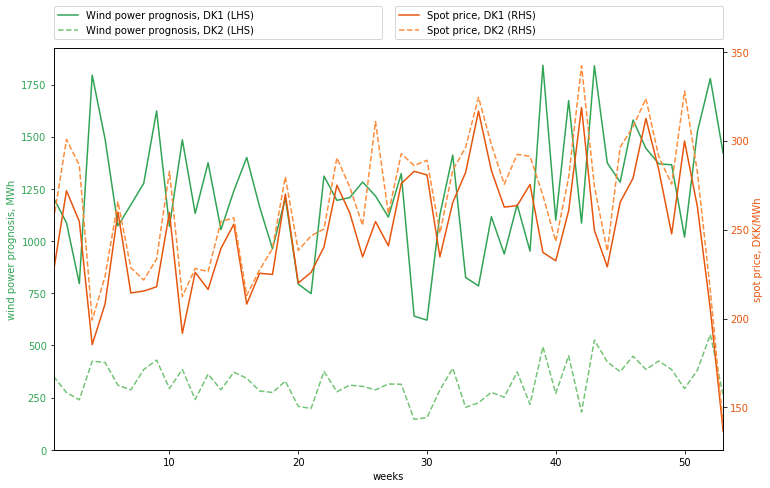 Wind power prognosis, DK1 (LHS)
Wind power prognosis, DK2 (LHS)
Spot price, DK1 (RHS)
Spot price, DK2 (RHS)
wind power prognosis, MWh
1750
1500
1250
1000
750
500
250
0
350
300
250
200
150
spot price, DKK/MWh
10
20
30
40
50
weeks